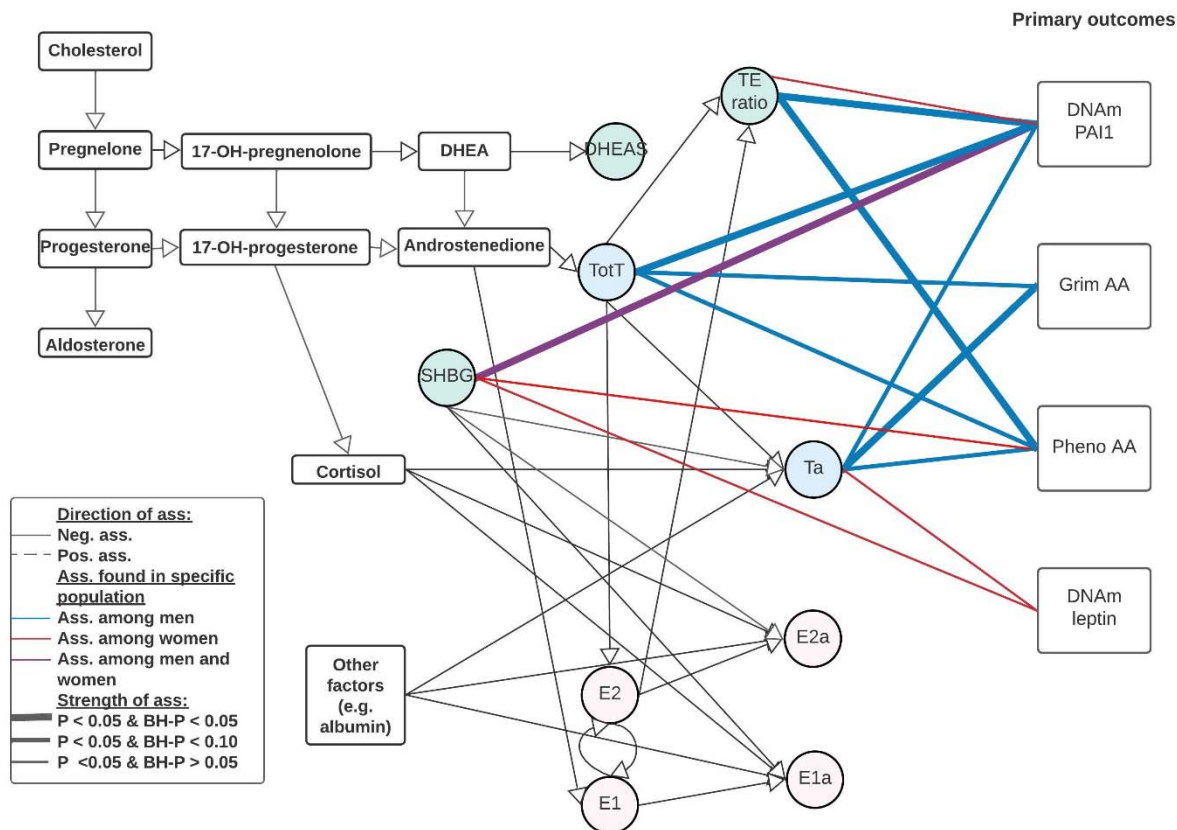 Primary outcomes
Cholesterol
TE
ratio
DNAm
PAI1
Pregnelone
17-OH-pregnenolone
DHEA
DHEAS
Progesterone
17-OH-progesterone
Androstenedione
TotT
Grim AA
Aldosterone
SHBG
Pheno AA
Cortisol
Ta
Direction of ass:
Neg. ass.
Pos. ass.
Ass. found in specific
population
Ass. among men
Ass. among women
Ass. among men and
women
Strength of ass:
P < 0.05 & BH-P < 0.05
P < 0.05 & BH-P < 0.10
P <0.05 & BH-P > 0.05
DNAm
leptin
E2a
Other
factors
(e.g.
albumin)
E2
E1a
E1